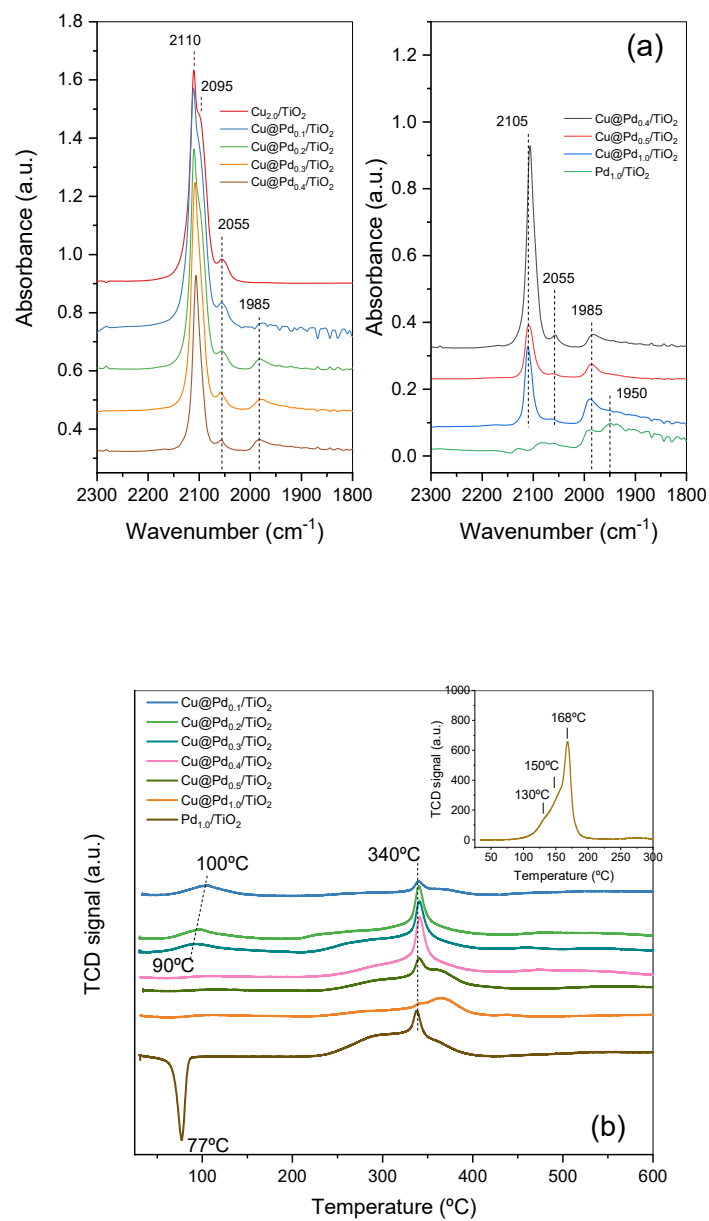 2110
2095
Cu₂.₀/TiO₂
Cu@Pd₀.₁/TiO₂
Cu@Pd₀.₂/TiO₂
Cu@Pd₀.₃/TiO₂
Cu@Pd₀.₄/TiO₂
2055
1985
1.8
1.6
1.4
1.2
1.0
0.8
0.6
0.4
Absorbance (a.u.)
2300 2200 2100 2000 1900 1800
Wavenumber (cm⁻¹)
(a)
Cu@Pd₀.₄/TiO₂
Cu@Pd₀.₅/TiO₂
Cu@Pd₁.₀/TiO₂
Pd₁.₀/TiO₂
2105
2055
1985
1950
1.2
1.0
0.8
0.6
0.4
0.2
0.0
Absorbance (a.u.)
2300 2200 2100 2000 1900 1800
Wavenumber (cm⁻¹)
Cu@Pd₀.₁/TiO₂
Cu@Pd₀.₂/TiO₂
Cu@Pd₀.₃/TiO₂
Cu@Pd₀.₄/TiO₂
Cu@Pd₀.₅/TiO₂
Cu@Pd₁.₀/TiO₂
Pd₁.₀/TiO₂
1000
800
600
400
200
0
TCD signal (a.u.)
168ºC
150ºC
130ºC
50 100 150 200 250 300
Temperature (ºC)
100ºC
340ºC
90ºC
77ºC
(b)
TCD signal (a.u.)
100 200 300 400 500 600
Temperature (ºC)